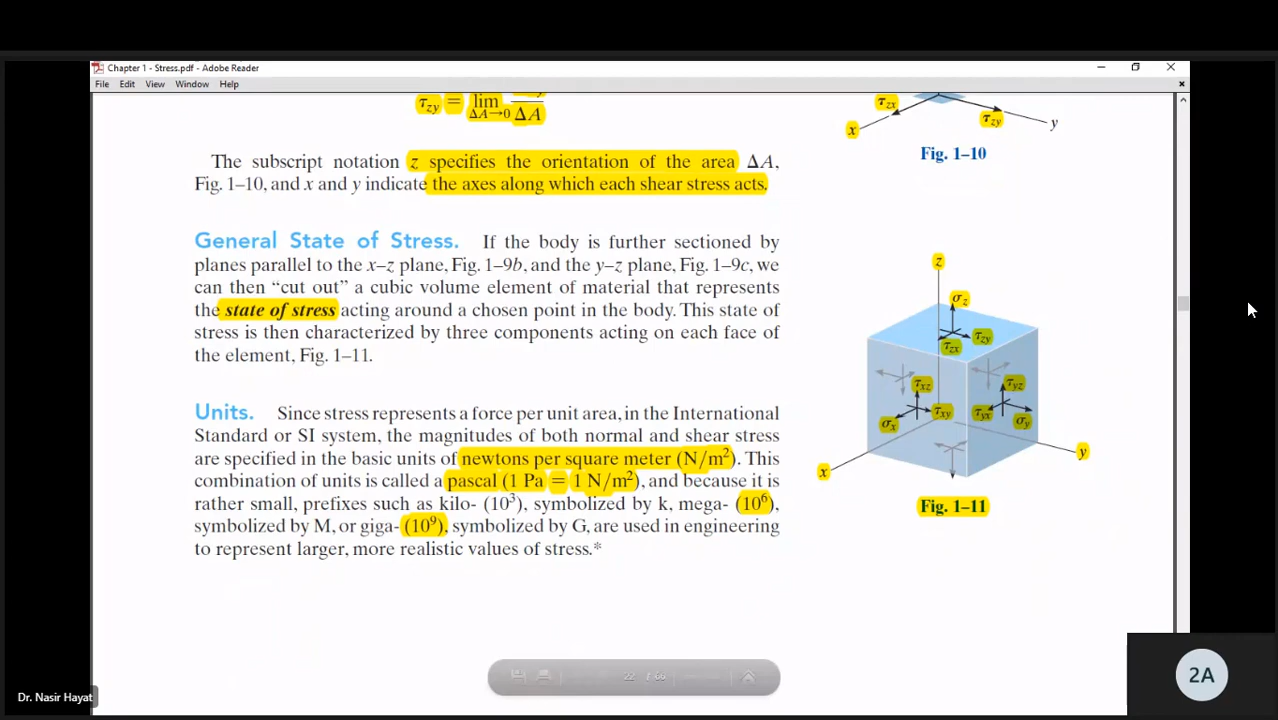 Chapter 1 - Stress.pdf - Adobe Reader
File Edit View Window Help
τzy = lim ΔA→0 ΔA
τzx
τzy
x
y
Fig. 1–10
The subscript notation z specifies the orientation of the area ΔA,
Fig. 1–10, and x and y indicate the axes along which each shear stress acts.
General State of Stress. If the body is further sectioned by
planes parallel to the x–z plane, Fig. 1–9b, and the y–z plane, Fig. 1–9c, we
can then “cut out” a cubic volume element of material that represents
the state of stress acting around a chosen point in the body. This state of
stress is then characterized by three components acting on each face of
the element, Fig. 1–11.
Units. Since stress represents a force per unit area, in the International
Standard or SI system, the magnitudes of both normal and shear stress
are specified in the basic units of newtons per square meter (N/m²). This
combination of units is called a pascal (1 Pa = 1 N/m²), and because it is
rather small, prefixes such as kilo- (10³), symbolized by k, mega- (10⁶),
symbolized by M, or giga- (10⁹), symbolized by G, are used in engineering
to represent larger, more realistic values of stress.*
z
σz
τzy
τzx
τxz
τyz
τxy
τyx
σx
σy
y
x
Fig. 1–11
22 / 66
Dr. Nasir Hayat
2A